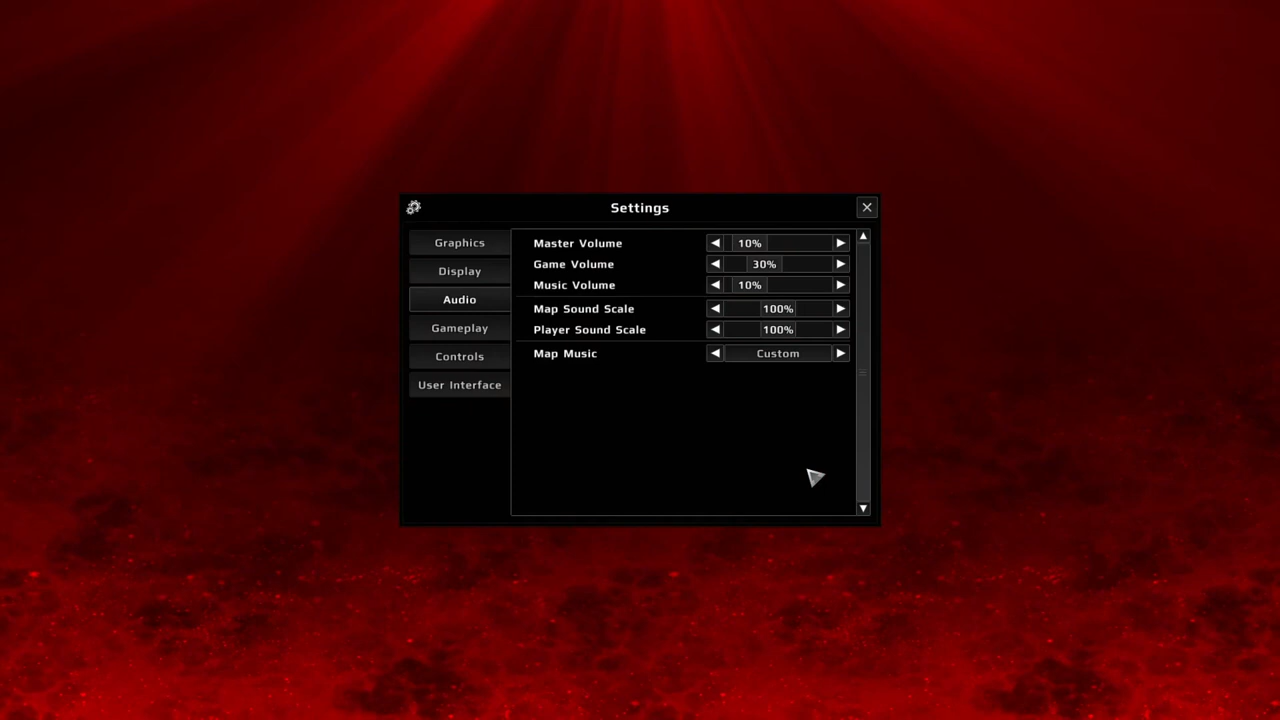 Settings
Graphics
Display
Audio
Gameplay
Controls
User Interface
Master Volume 10%
Game Volume 30%
Music Volume 10%
Map Sound Scale 100%
Player Sound Scale 100%
Map Music Custom